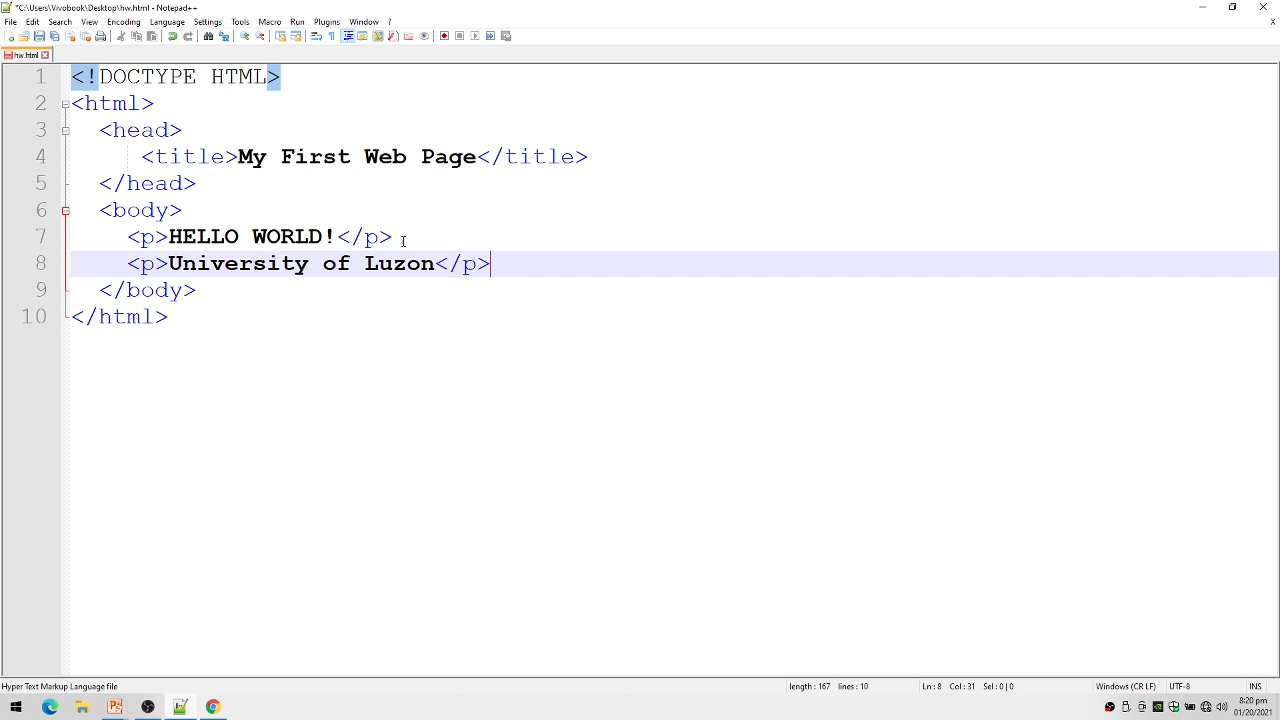 *C:\Users\Vivobook\Desktop\hw.html - Notepad++
File Edit Search View Encoding Language Settings Tools Macro Run Plugins Window ?
hw.html
1 <!DOCTYPE HTML>
2 <html>
3 <head>
4 <title>My First Web Page</title>
5 </head>
6 <body>
7 <p>HELLO WORLD!</p>
8 <p>University of Luzon</p>
9 </body>
10 </html>
Hyper Text Markup Language file length : 167 lines : 10 Ln : 8 Col : 31 Sel : 0 | 0 Windows (CR LF) UTF-8 INS
8:20 pm
01/20/2021